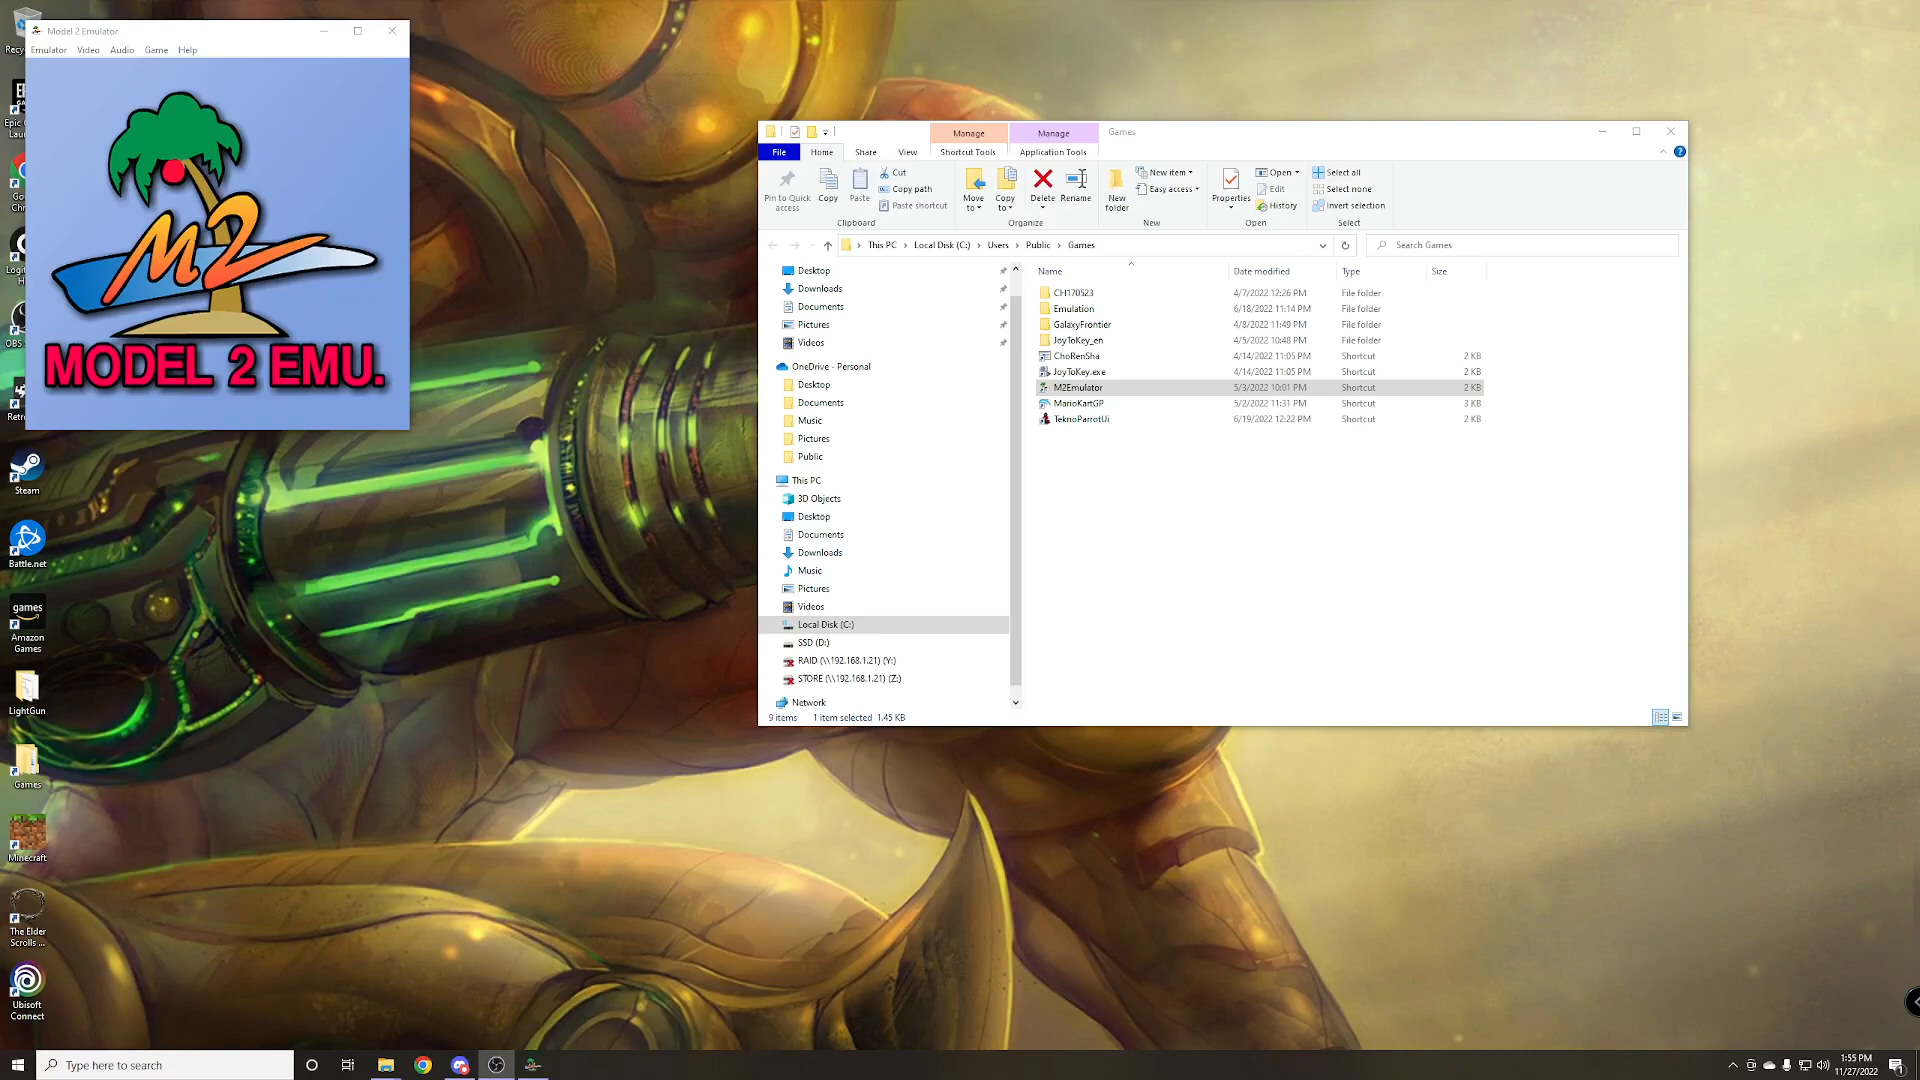 Model 2 Emulator
Emulator Video Audio Game Help
M2
MODEL 2 EMU.
Steam
Battle.net
games
Amazon
Games
LightGun
Games
Minecraft
The Elder
Scrolls ...
Ubisoft
Connect
Manage Manage Games
File Home Share View Shortcut Tools Application Tools
Pin to Quick
access
Copy
Paste
Cut
Copy path
Paste shortcut
Clipboard
Move
to
Copy
to
Delete
Rename
Organize
New
folder
New item
Easy access
New
Properties
Open
Edit
History
Open
Select all
Select none
Invert selection
Select
This PC > Local Disk (C:) > Users > Public > Games
Search Games
Desktop
Downloads
Documents
Pictures
Videos
OneDrive - Personal
Desktop
Documents
Music
Pictures
Public
This PC
3D Objects
Desktop
Documents
Downloads
Music
Pictures
Videos
Local Disk (C:)
SSD (D:)
RAID (\\192.168.1.21) (Y:)
STORE (\\192.168.1.21) (Z:)
Network
Name Date modified Type Size
CH170523 4/7/2022 12:26 PM File folder
Emulation 6/18/2022 11:14 PM File folder
GalaxyFrontier 4/8/2022 11:49 PM File folder
JoyToKey_en 4/5/2022 10:48 PM File folder
ChoRenSha 4/14/2022 11:05 PM Shortcut 2 KB
JoyToKey.exe 4/14/2022 11:05 PM Shortcut 2 KB
M2Emulator 5/3/2022 10:01 PM Shortcut 2 KB
MarioKartGP 5/2/2022 11:31 PM Shortcut 3 KB
TeknoParrotUi 6/19/2022 12:22 PM Shortcut 2 KB
9 items 1 item selected 1.45 KB
Type here to search
1:55 PM
11/27/2022
1